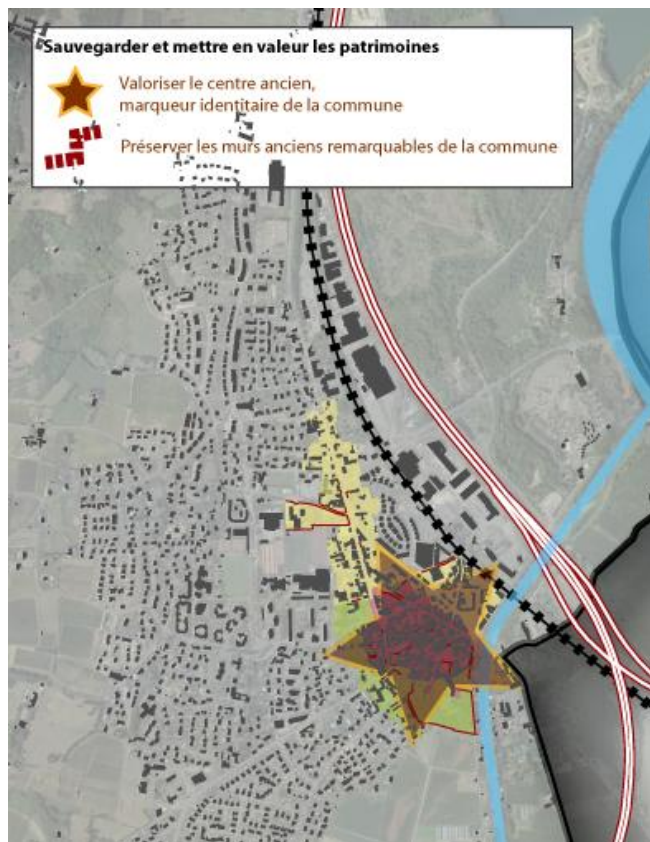 Sauvegarder et mettre en valeur les patrimoines
Valoriser le centre ancien,
marqueur identitaire de la commune
Préserver les murs anciens remarquables de la commune